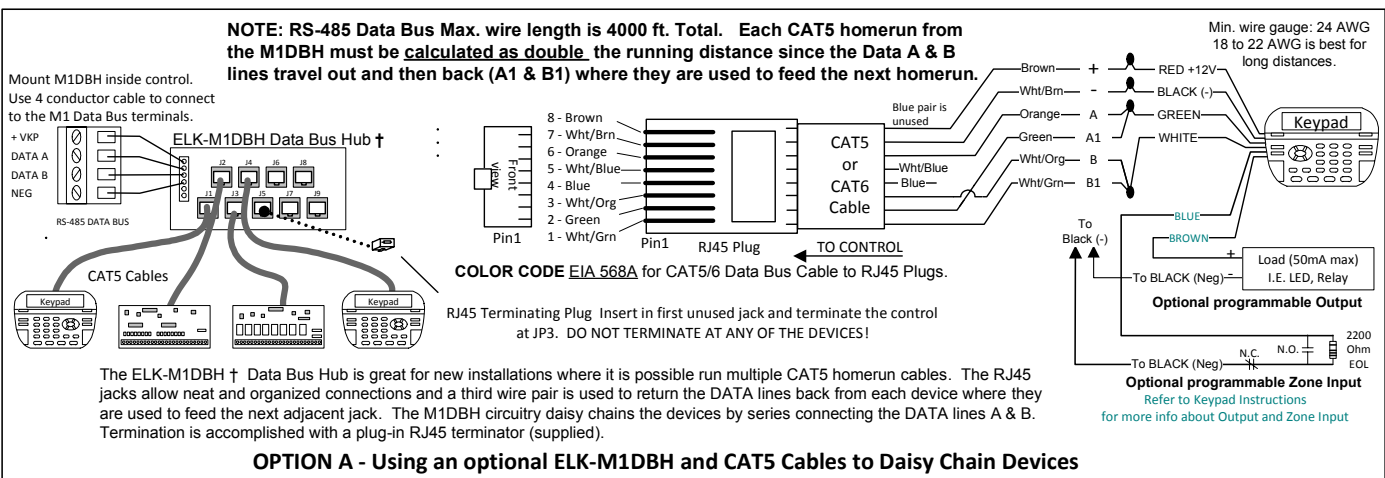 NOTE: RS-485 Data Bus Max. wire length is 4000 ft. Total. Each CAT5 homerun from
the M1DBH must be calculated as double the running distance since the Data A & B
lines travel out and then back (A1 & B1) where they are used to feed the next homerun.
Min. wire gauge: 24 AWG
18 to 22 AWG is best for
long distances.
Mount M1DBH inside control.
Use 4 conductor cable to connect
to the M1 Data Bus terminals.
+ VKP
DATA A
DATA B
NEG
RS-485 DATA BUS
ELK-M1DBH Data Bus Hub †
J2 J4 J6 J8
J1 J3 J5 J7 J9
CAT5 Cables
Keypad
Keypad
Front
view
Pin1
8 - Brown
7 - Wht/Brn
6 - Orange
5 - Wht/Blue
4 - Blue
3 - Wht/Org
2 - Green
1 - Wht/Grn
Pin1
RJ45 Plug
CAT5
or
CAT6
Cable
TO CONTROL
Blue pair is
unused
Wht/Blue
Blue
Brown + RED +12V
Wht/Brn - BLACK (-)
Orange A GREEN
Green A1 WHITE
Wht/Org B
Wht/Grn B1
Keypad
BLUE
BROWN
To
Black (-)
+
-
To BLACK (Neg)
Load (50mA max)
I.E. LED, Relay
Optional programmable Output
To BLACK (Neg)
N.C.
N.O.
2200
Ohm
EOL
Optional programmable Zone Input
Refer to Keypad Instructions
for more info about Output and Zone Input
COLOR CODE EIA 568A for CAT5/6 Data Bus Cable to RJ45 Plugs.
RJ45 Terminating Plug Insert in first unused jack and terminate the control
at JP3. DO NOT TERMINATE AT ANY OF THE DEVICES!
The ELK-M1DBH † Data Bus Hub is great for new installations where it is possible run multiple CAT5 homerun cables. The RJ45
jacks allow neat and organized connections and a third wire pair is used to return the DATA lines back from each device where they
are used to feed the next adjacent jack. The M1DBH circuitry daisy chains the devices by series connecting the DATA lines A & B.
Termination is accomplished with a plug-in RJ45 terminator (supplied).
OPTION A - Using an optional ELK-M1DBH and CAT5 Cables to Daisy Chain Devices